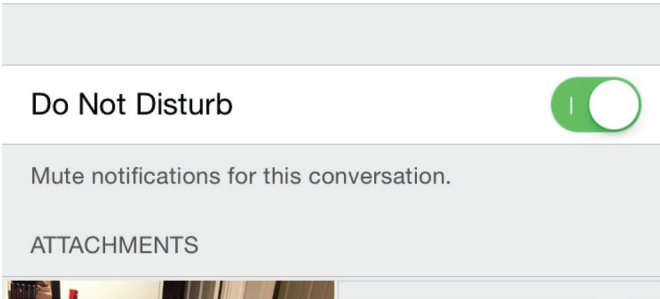 Do Not Disturb
Mute notifications for this conversation.
ATTACHMENTS